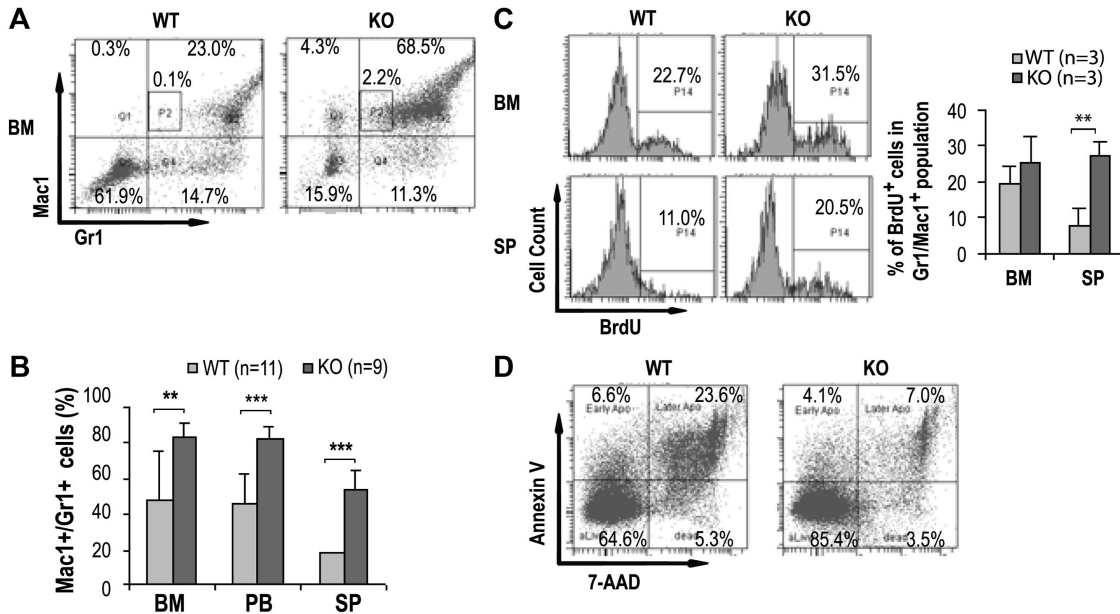 A
WT
KO
0.3%
23.0%
4.3%
68.5%
0.1%
2.2%
Q1
P2
P2
Q4
Q4
61.9%
14.7%
15.9%
11.3%
BM
Mac1
Gr1
B
WT (n=11)
KO (n=9)
Mac1+/Gr1+ cells (%)
100
80
60
40
20
0
**
***
***
BM
PB
SP
C
WT
KO
BM
22.7%
P14
31.5%
P14
SP
11.0%
P14
20.5%
P14
Cell Count
BrdU
WT (n=3)
KO (n=3)
% of BrdU+ cells in
Gr1/Mac1+ population
40
30
20
10
0
**
BM
SP
D
WT
KO
6.6%
23.6%
4.1%
7.0%
Early Apo
Later Apo
Early Apo
Later Apo
aLive
64.6%
5.3%
85.4%
3.5%
Annexin V
7-AAD